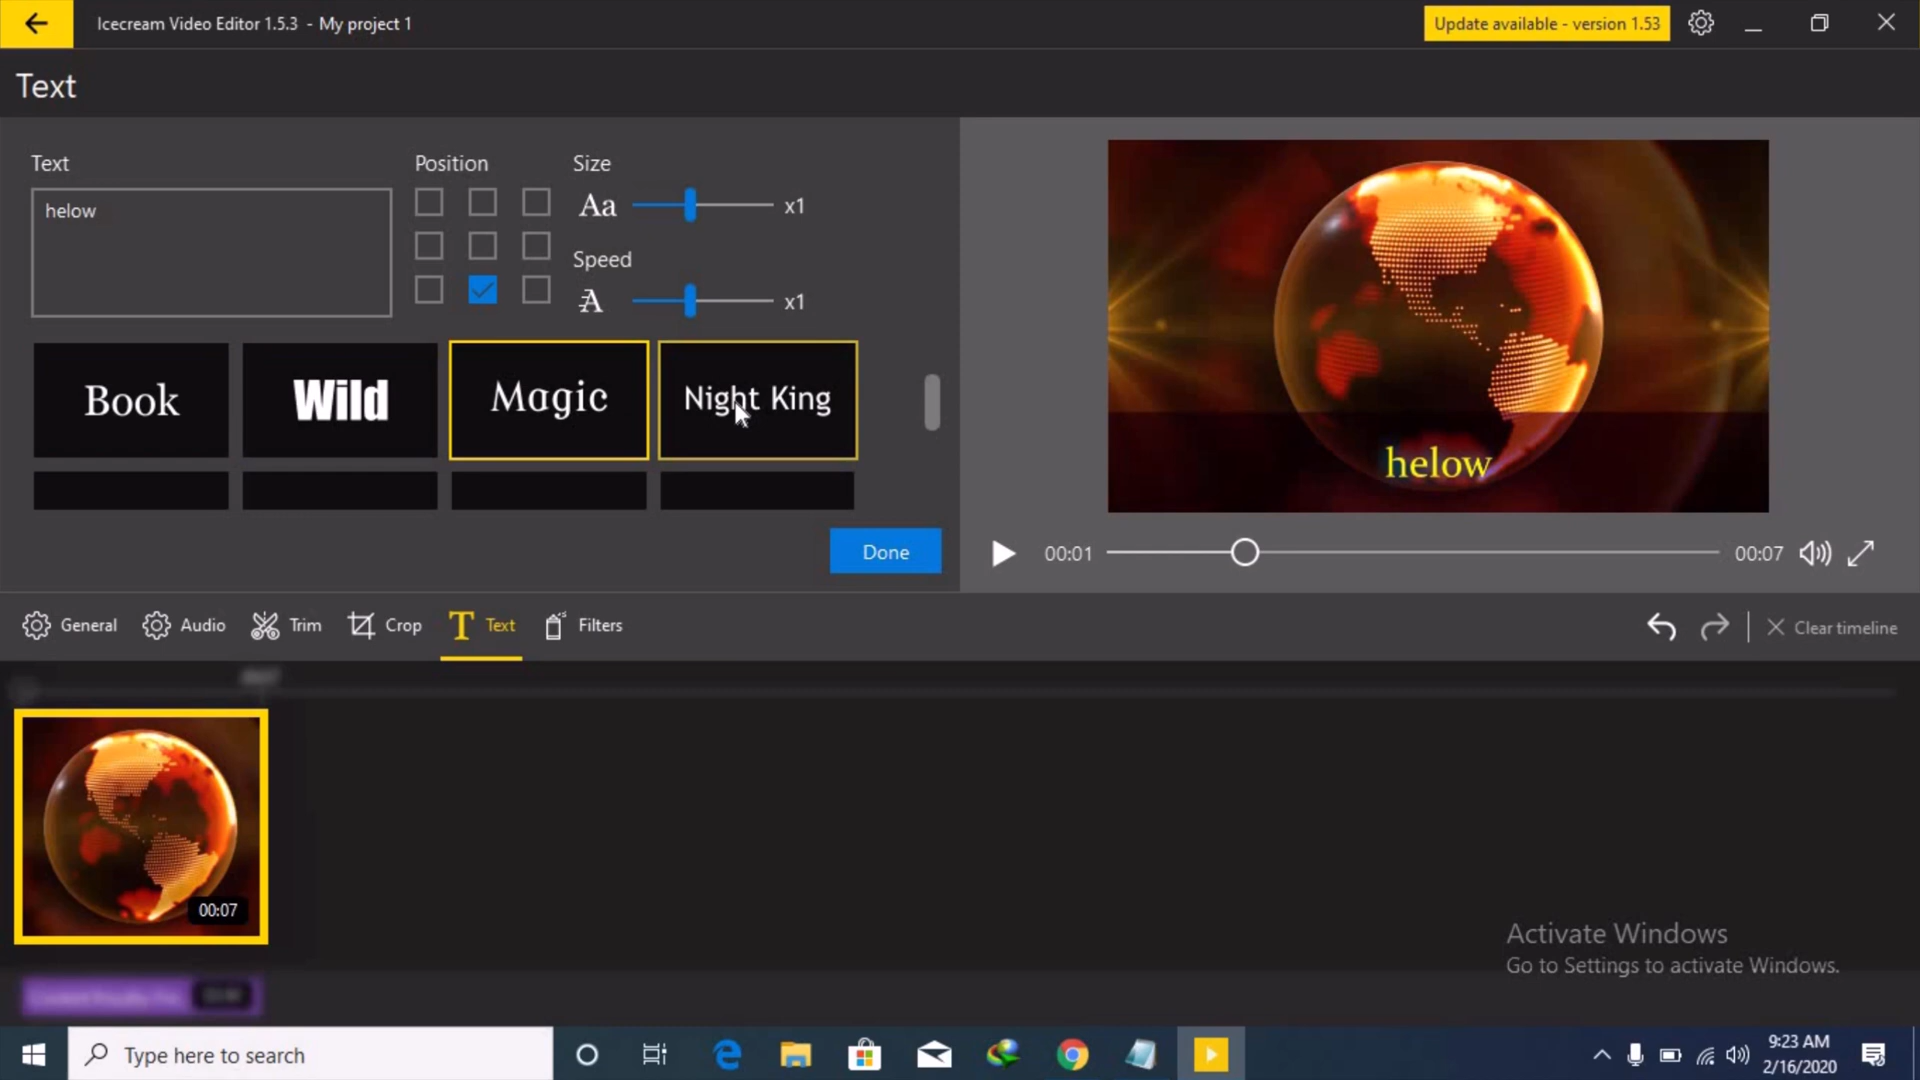 Icecream Video Editor 1.5.3 - My project 1
Update available - version 1.53
Text
Text
Position
Size
helow
Aa
x1
Speed
A
x1
Book
Wild
Magic
Night King
helow
Done
00:01
00:07
General
Audio
Trim
Crop
Text
Filters
Clear timeline
00:07
Activate Windows
Go to Settings to activate Windows.
Type here to search
9:23 AM
2/16/2020